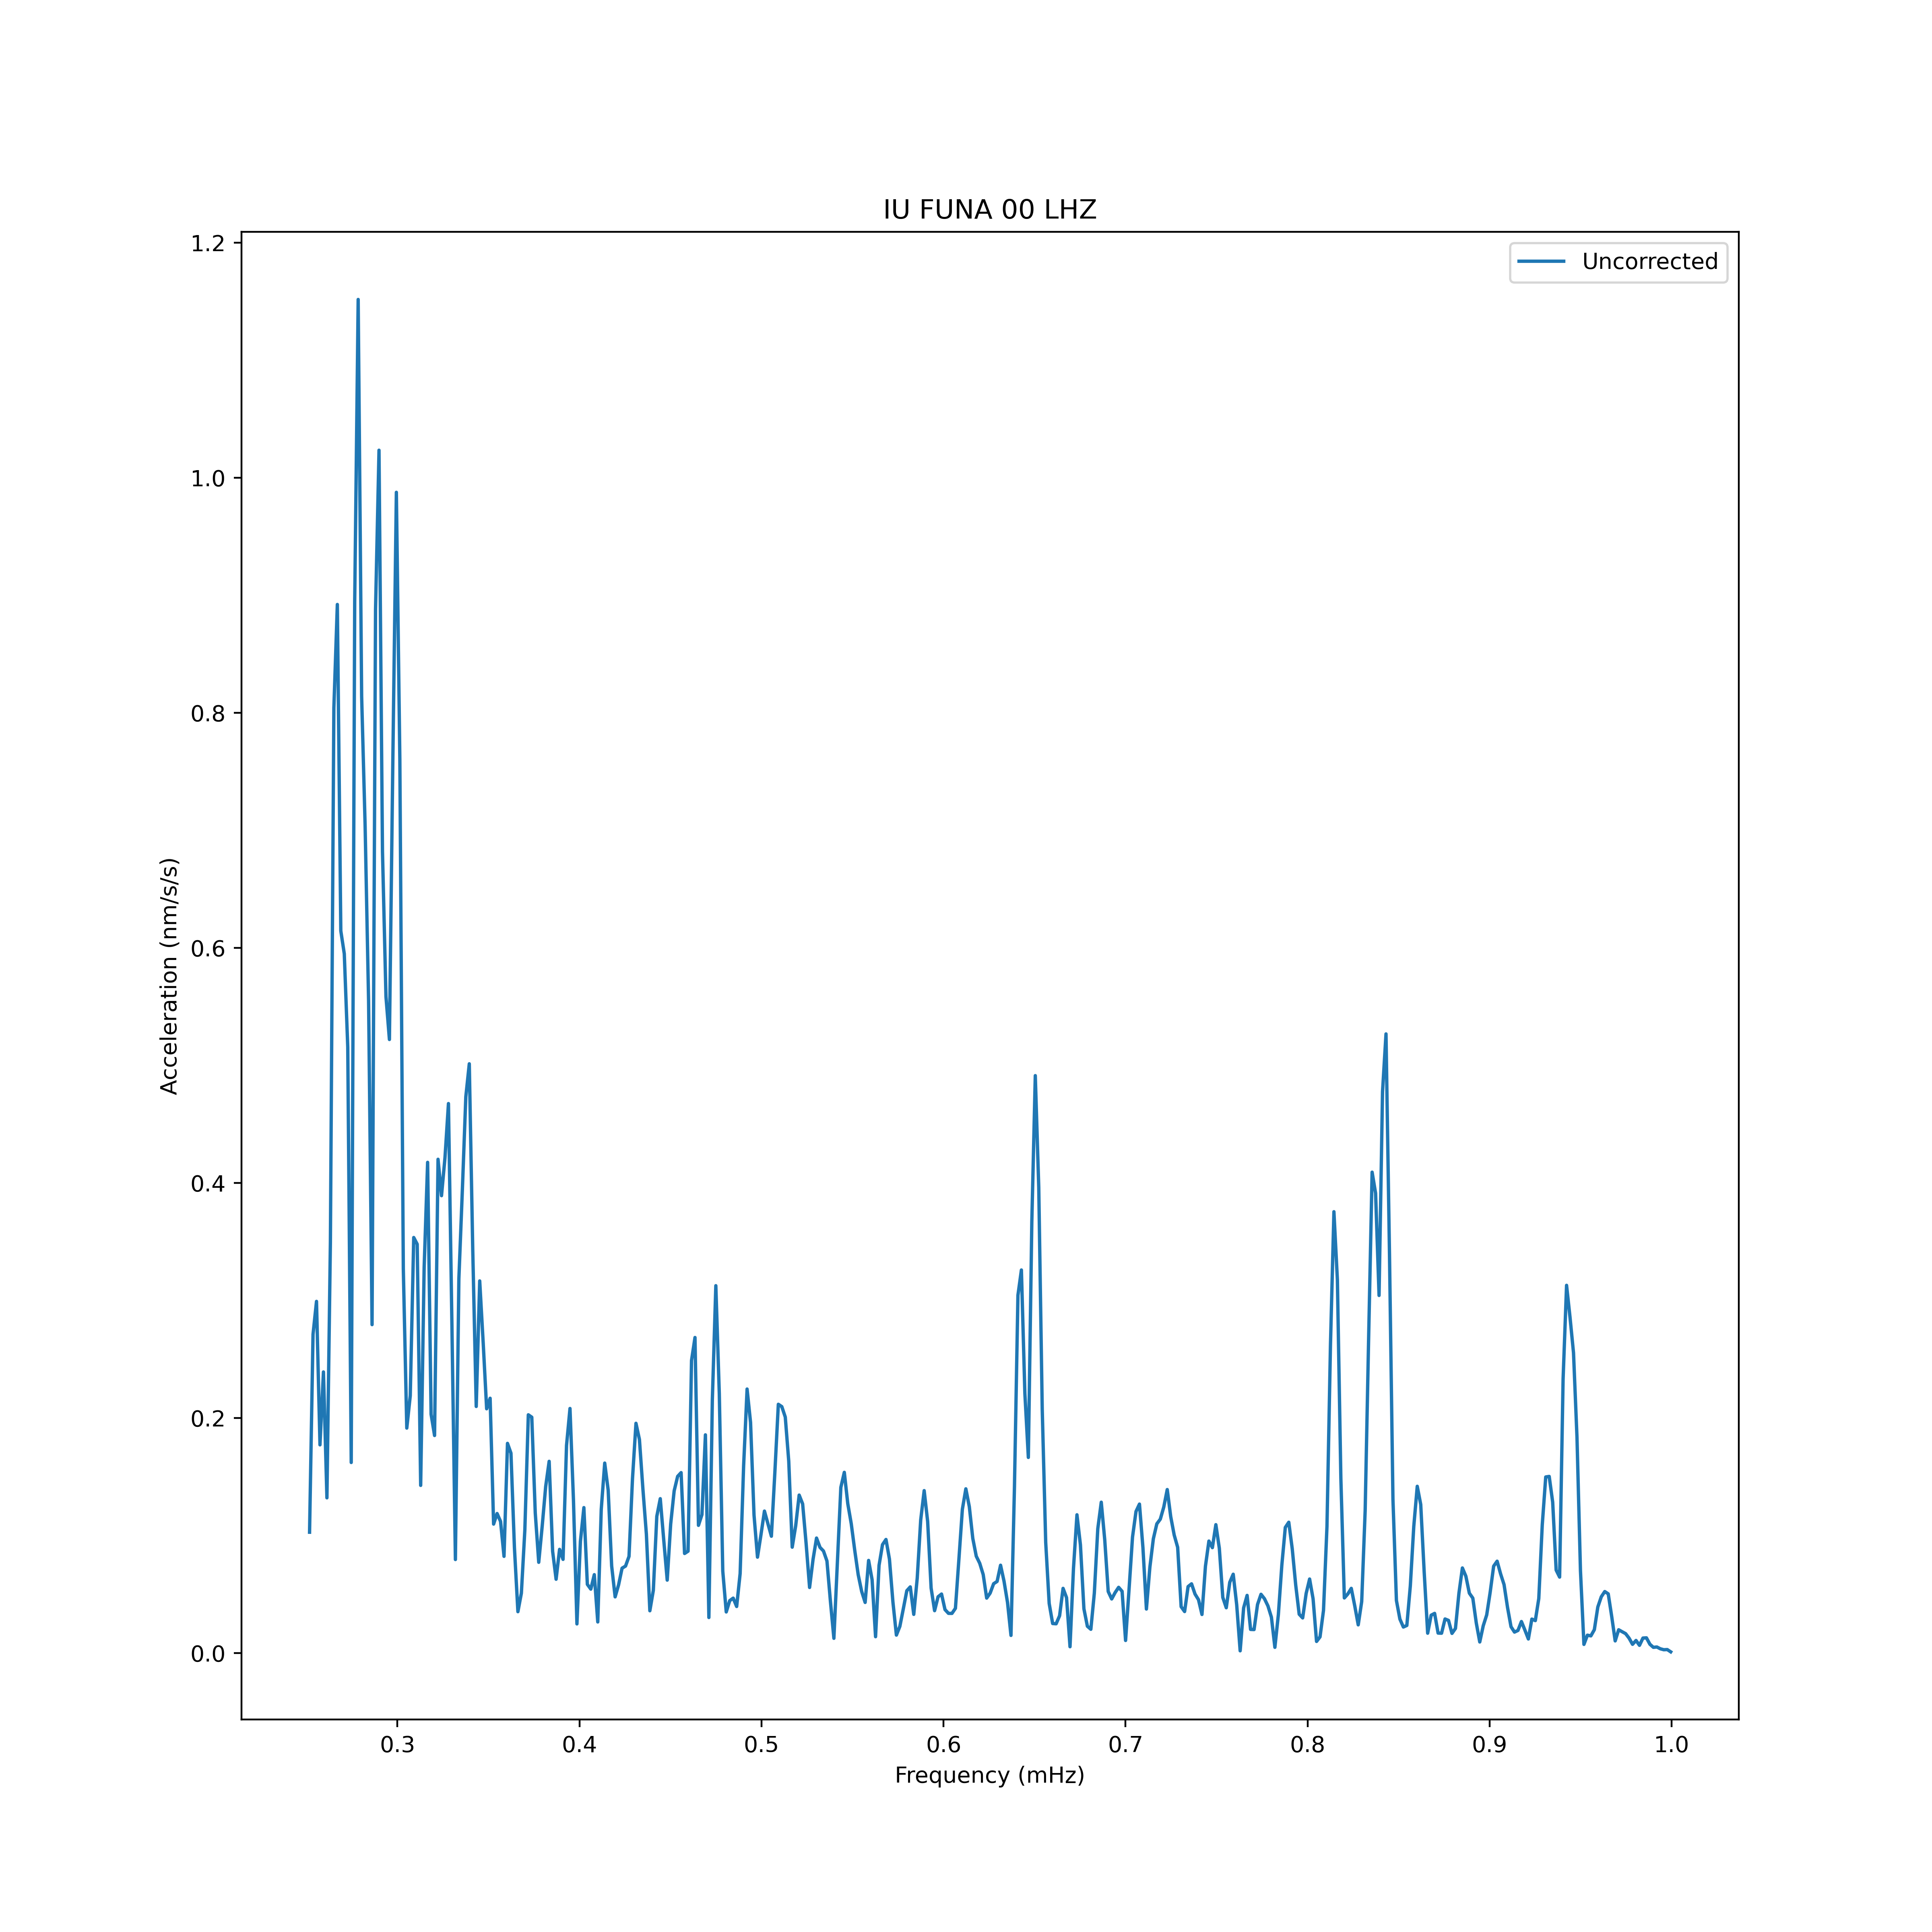 IU FUNA 00 LHZ
Uncorrected
1.2
1.0
0.8
0.6
0.4
0.2
0.0
Acceleration (nm/s/s)
0.3 0.4 0.5 0.6 0.7 0.8 0.9 1.0
Frequency (mHz)